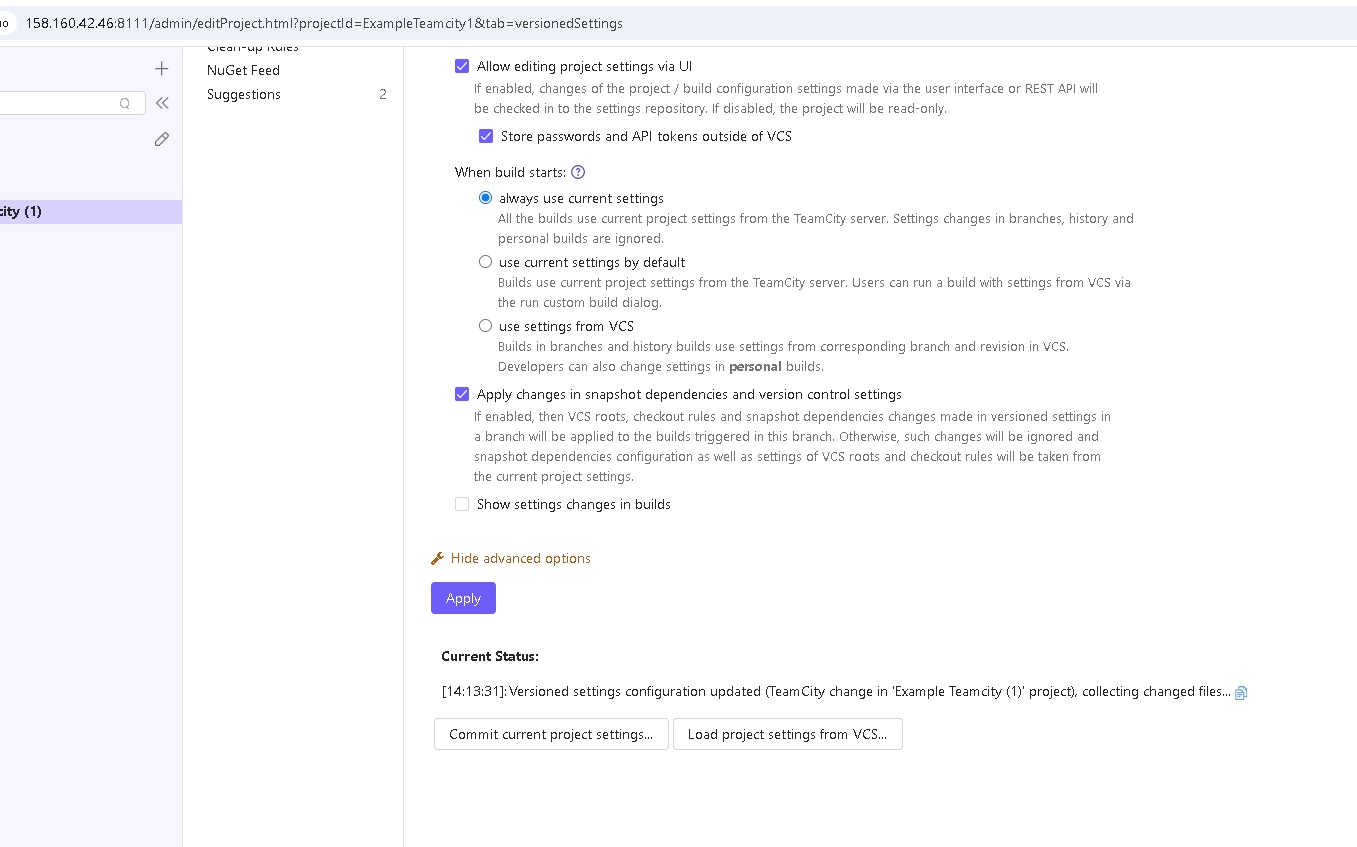 158.160.42.46:8111/admin/editProject.html?projectId=ExampleTeamcity1&tab=versionedSettings
Clean-up Rules
NuGet Feed
Suggestions 2
city (1)
Allow editing project settings via UI
If enabled, changes of the project / build configuration settings made via the user interface or REST API will
be checked in to the settings repository. If disabled, the project will be read-only.
Store passwords and API tokens outside of VCS
When build starts:
always use current settings
All the builds use current project settings from the TeamCity server. Settings changes in branches, history and
personal builds are ignored.
use current settings by default
Builds use current project settings from the TeamCity server. Users can run a build with settings from VCS via
the run custom build dialog.
use settings from VCS
Builds in branches and history builds use settings from corresponding branch and revision in VCS.
Developers can also change settings in personal builds.
Apply changes in snapshot dependencies and version control settings
If enabled, then VCS roots, checkout rules and snapshot dependencies changes made in versioned settings in
a branch will be applied to the builds triggered in this branch. Otherwise, such changes will be ignored and
snapshot dependencies configuration as well as settings of VCS roots and checkout rules will be taken from
the current project settings.
Show settings changes in builds
Hide advanced options
Apply
Current Status:
[14:13:31]: Versioned settings configuration updated (TeamCity change in 'Example Teamcity (1)' project), collecting changed files...
Commit current project settings... Load project settings from VCS...